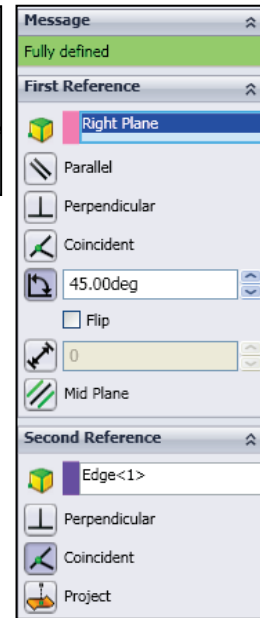 Message
Fully defined
First Reference
Right Plane
Parallel
Perpendicular
Coincident
45.00deg
Flip
0
Mid Plane
Second Reference
Edge<1>
Perpendicular
Coincident
Project